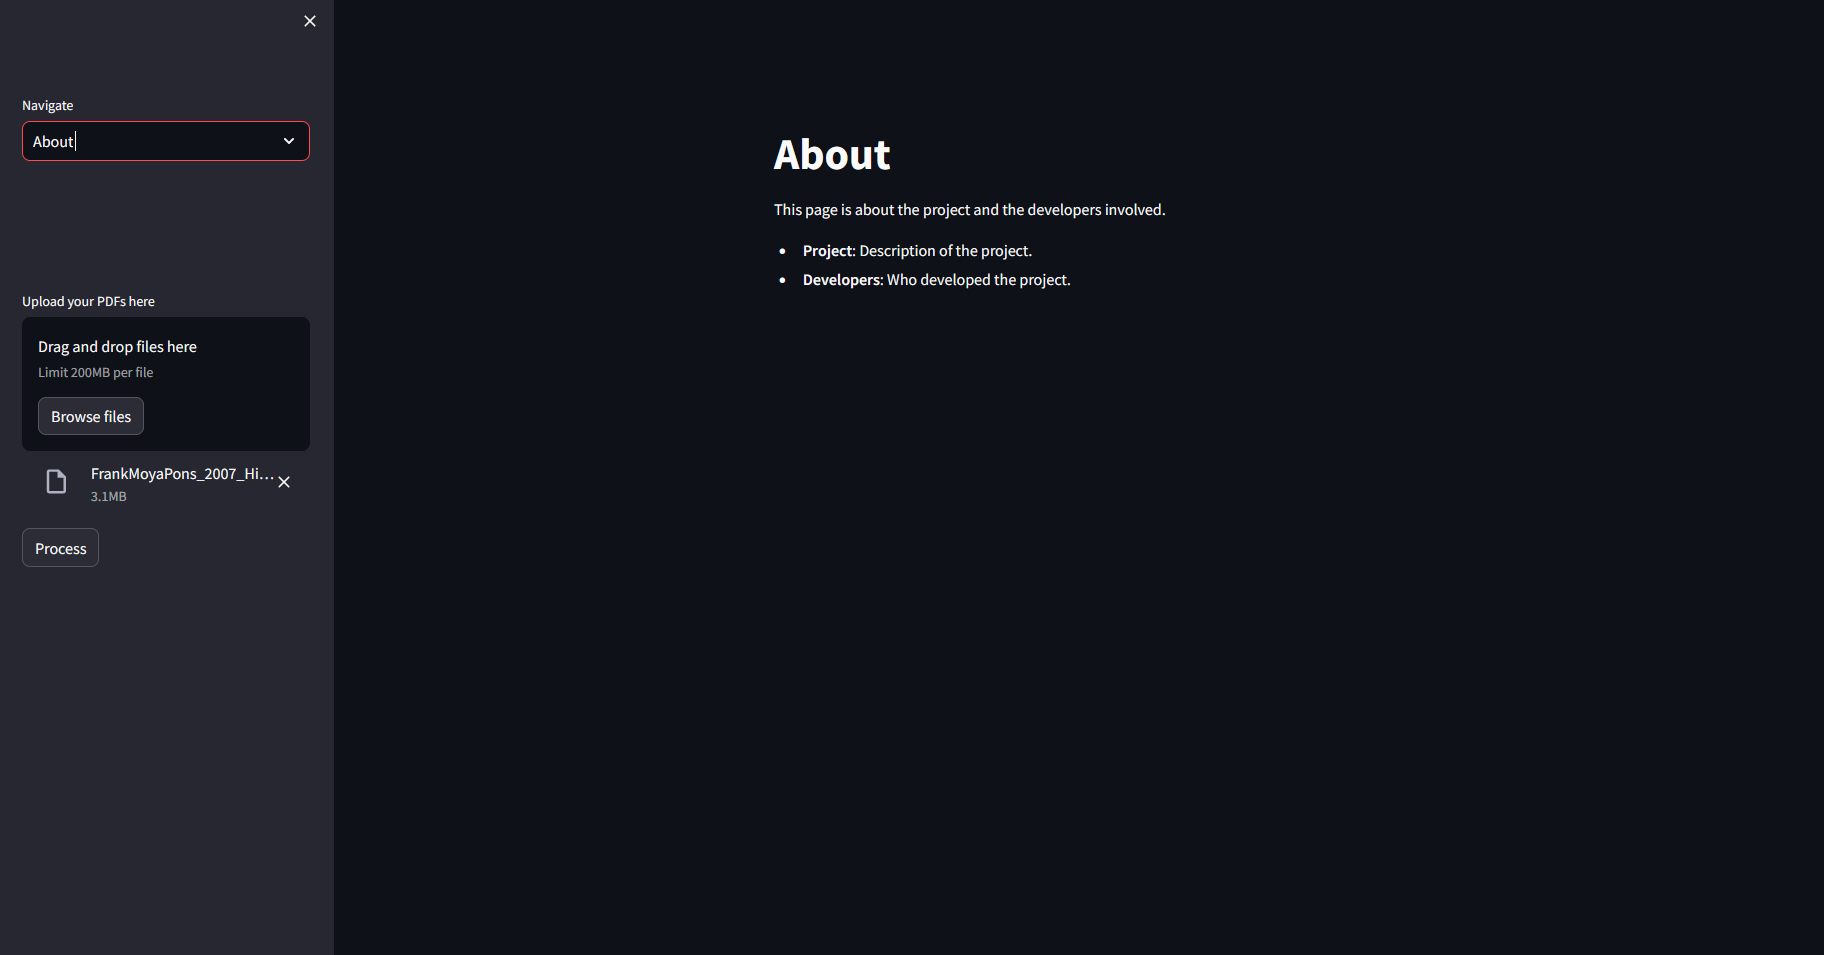 Navigate
About
Upload your PDFs here
Drag and drop files here
Limit 200MB per file
Browse files
FrankMoyaPons_2007_Hi...
3.1MB
Process
About
This page is about the project and the developers involved.
Project: Description of the project.
Developers: Who developed the project.